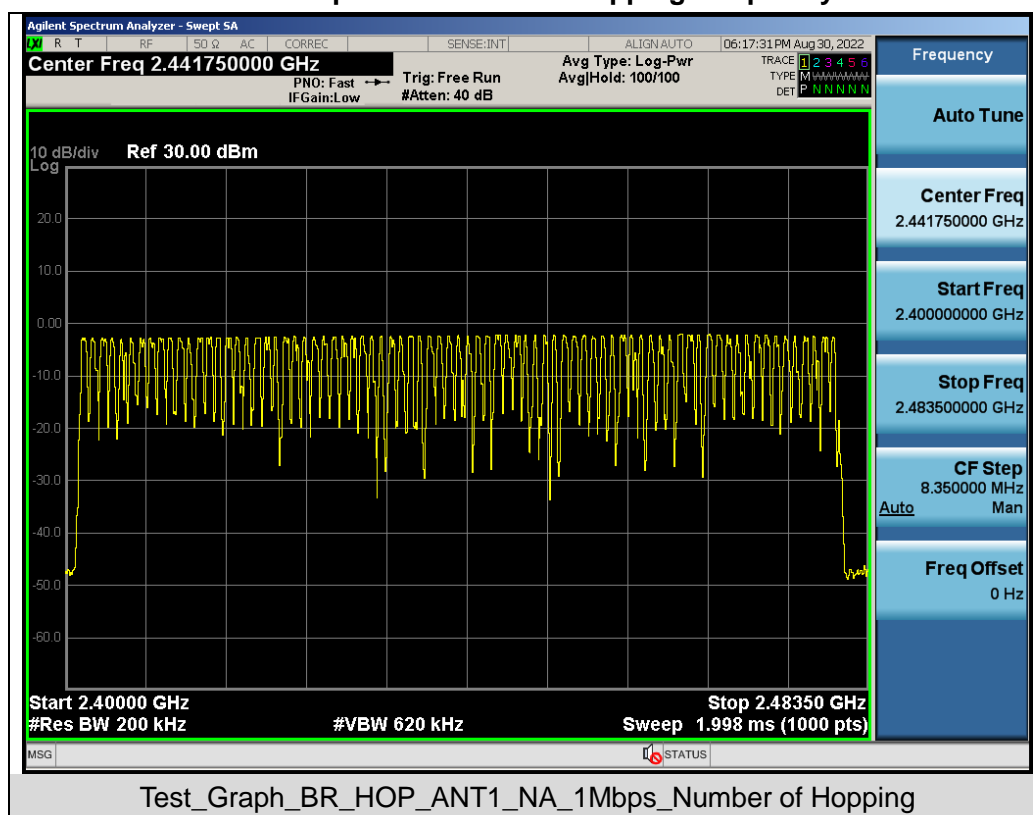 Agilent Spectrum Analyzer - Swept SA
LXI R T RF 50 Ω AC CORREC SENSE:INT ALIGN AUTO 06:17:31 PM Aug 30, 2022
Center Freq 2.441750000 GHz
PNO: Fast
IFGain:Low
Trig: Free Run
#Atten: 40 dB
Avg Type: Log-Pwr
Avg|Hold: 100/100
TRACE 1 2 3 4 5 6
TYPE M
DET P N N N N N
10 dB/div Ref 30.00 dBm
Log
20.0
10.0
0.00
-10.0
-20.0
-30.0
-40.0
-50.0
-60.0
Start 2.40000 GHz Stop 2.48350 GHz
#Res BW 200 kHz #VBW 620 kHz Sweep 1.998 ms (1000 pts)
MSG STATUS
Frequency
Auto Tune
Center Freq
2.441750000 GHz
Start Freq
2.400000000 GHz
Stop Freq
2.483500000 GHz
CF Step
8.350000 MHz
Auto Man
Freq Offset
0 Hz
Test_Graph_BR_HOP_ANT1_NA_1Mbps_Number of Hopping